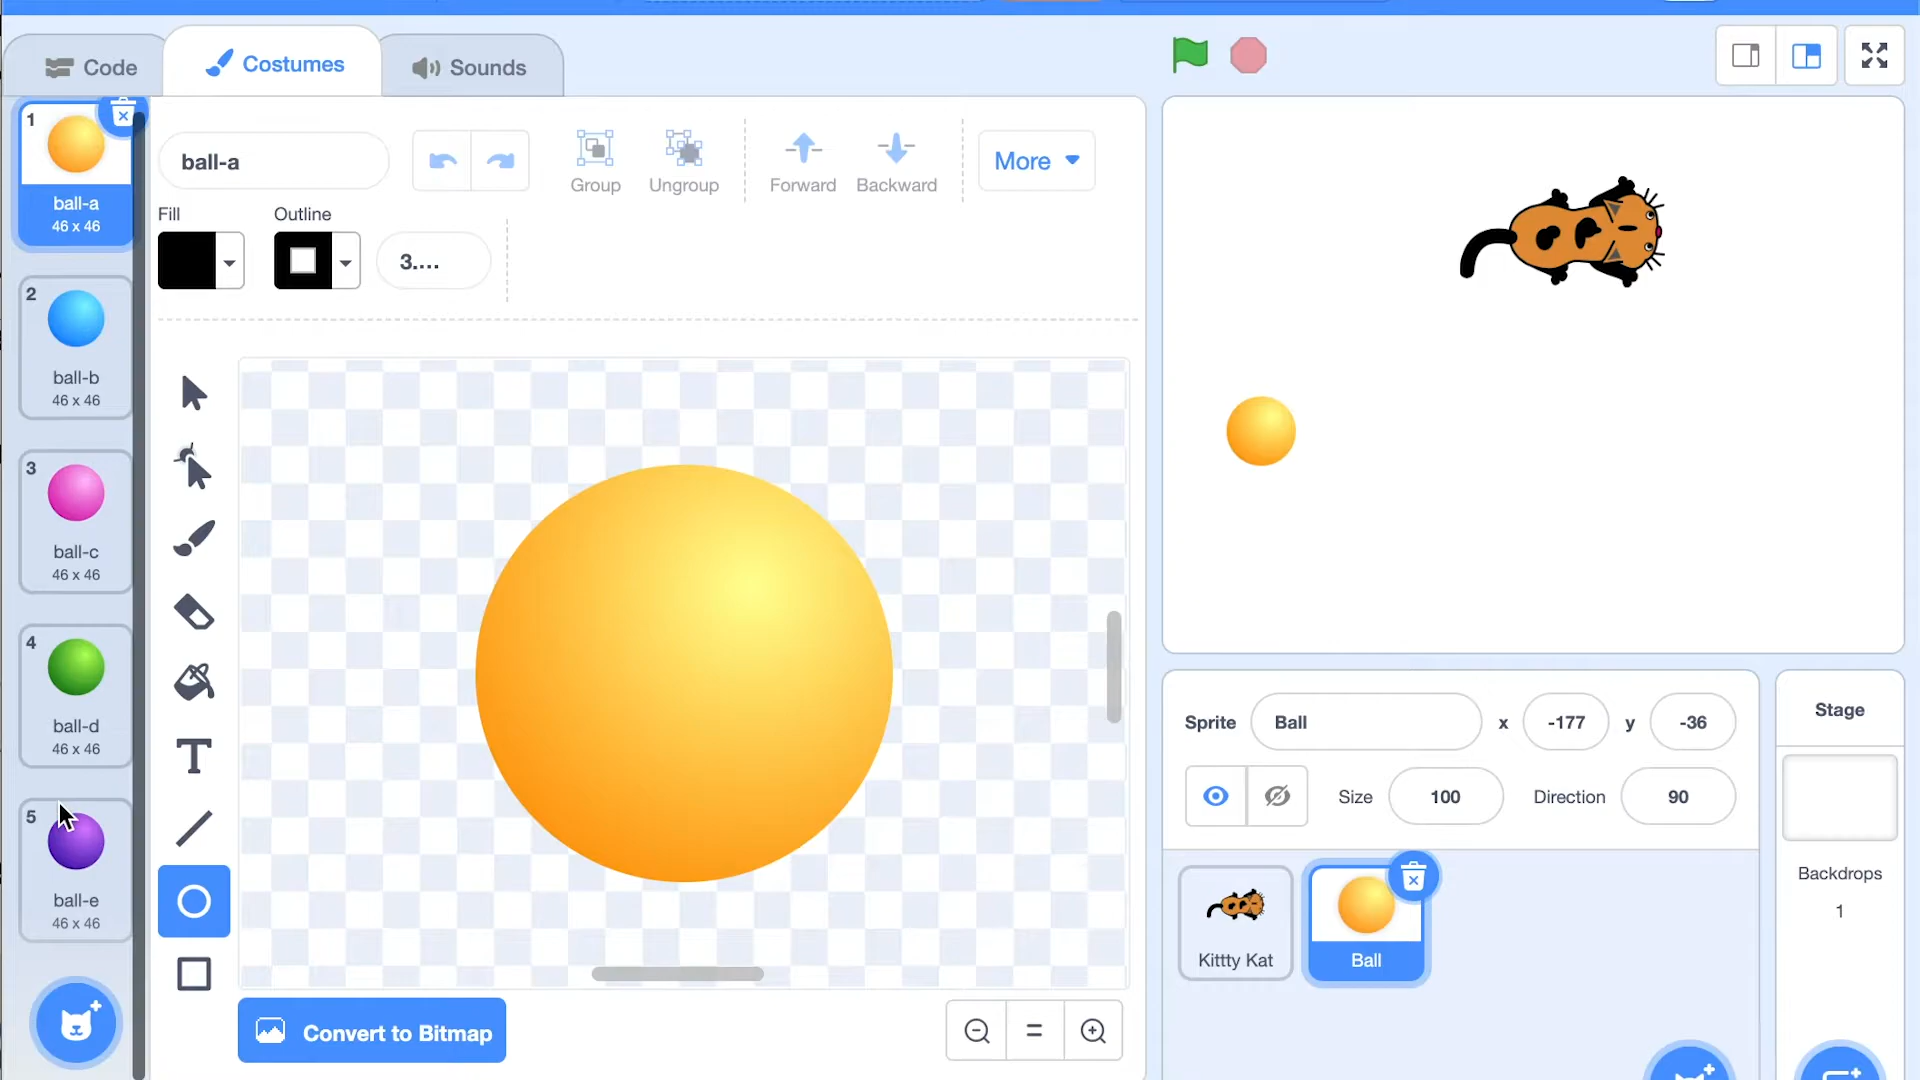 Code
Costumes
Sounds
1
ball-a
46 x 46
2
ball-b
46 x 46
3
ball-c
46 x 46
4
ball-d
46 x 46
5
ball-e
46 x 46
ball-a
Group
Ungroup
Forward
Backward
More
Fill
Outline
3....
T
Convert to Bitmap
=
Sprite
Ball
x
-177
y
-36
Size
100
Direction
90
Kittty Kat
Ball
Stage
Backdrops
1